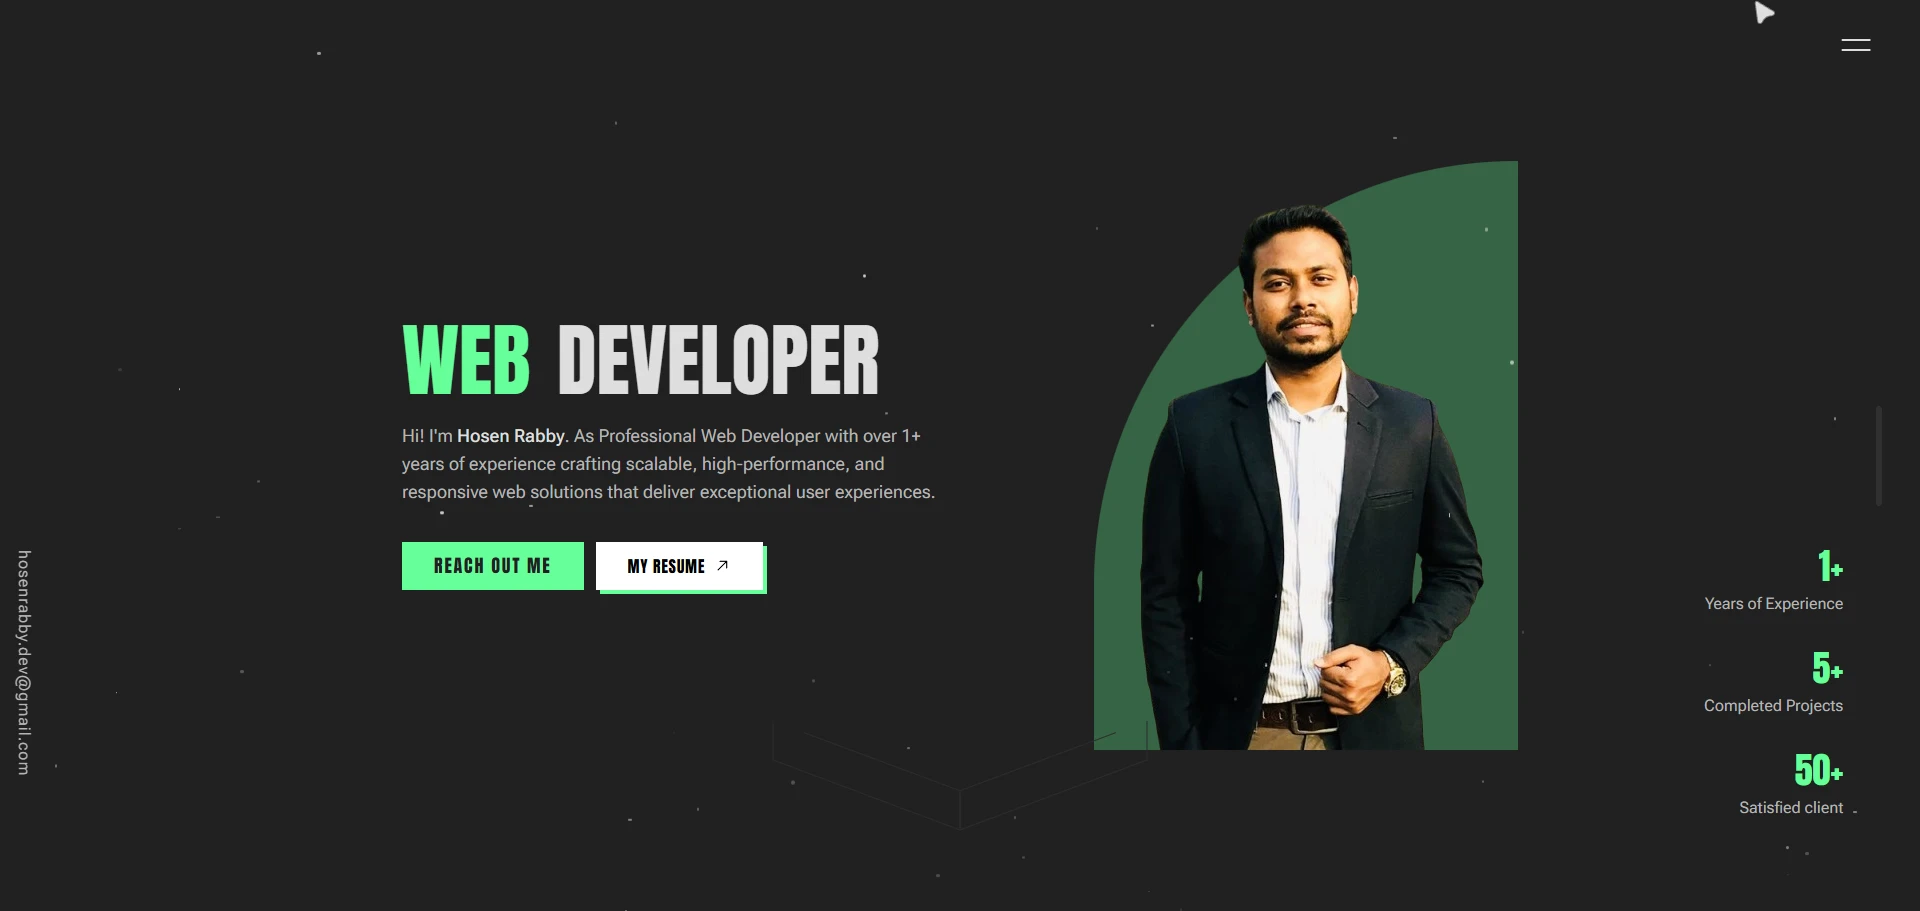 WEB DEVELOPER
Hi! I'm Hosen Rabby. As Professional Web Developer with over 1+
years of experience crafting scalable, high-performance, and
responsive web solutions that deliver exceptional user experiences.
REACH OUT ME
MY RESUME
hosenrabby.dev@gmail.com
1+
Years of Experience
5+
Completed Projects
50+
Satisfied client